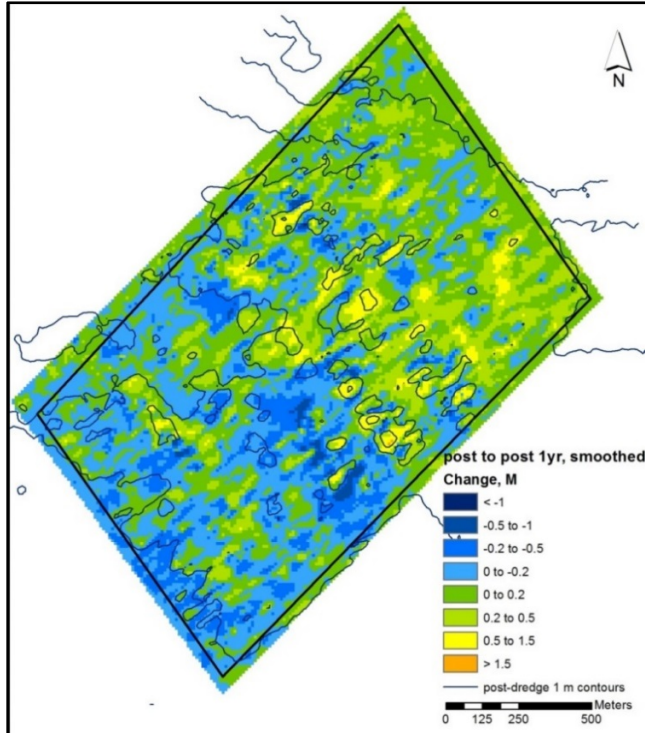 N
post to post 1yr, smoothed
Change, M
< -1
-0.5 to -1
-0.2 to -0.5
0 to -0.2
0 to 0.2
0.2 to 0.5
0.5 to 1.5
> 1.5
post-dredge 1 m contours
Meters
0 125 250 500